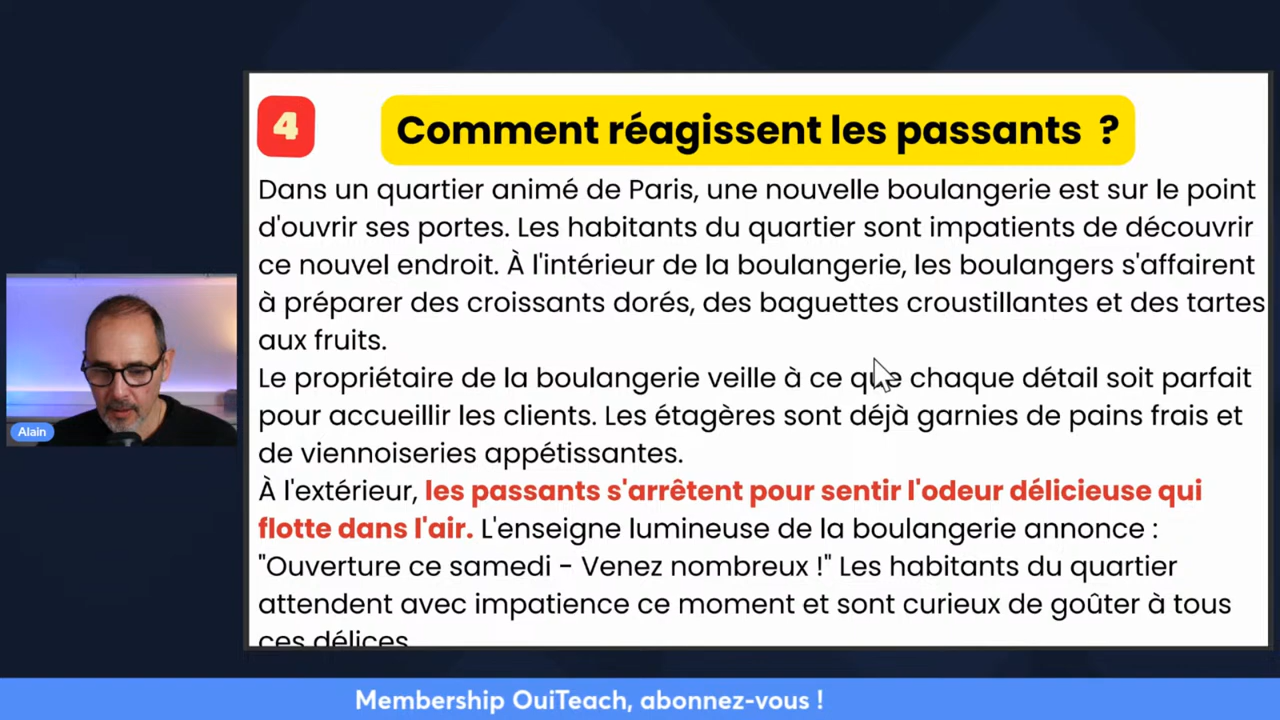 4
Comment réagissent les passants ?
Dans un quartier animé de Paris, une nouvelle boulangerie est sur le point
d'ouvrir ses portes. Les habitants du quartier sont impatients de découvrir
ce nouvel endroit. À l'intérieur de la boulangerie, les boulangers s'affairent
à préparer des croissants dorés, des baguettes croustillantes et des tartes
aux fruits.
Le propriétaire de la boulangerie veille à ce que chaque détail soit parfait
pour accueillir les clients. Les étagères sont déjà garnies de pains frais et
de viennoiseries appétissantes.
À l'extérieur, les passants s'arrêtent pour sentir l'odeur délicieuse qui
flotte dans l'air. L'enseigne lumineuse de la boulangerie annonce :
"Ouverture ce samedi - Venez nombreux !" Les habitants du quartier
attendent avec impatience ce moment et sont curieux de goûter à tous
ces délices
Alain
Membership OuiTeach, abonnez-vous !